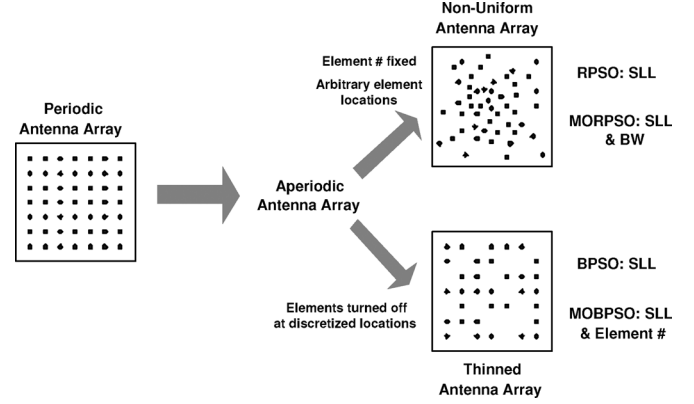 Periodic
Antenna Array
Aperiodic
Antenna Array
Element # fixed
Arbitrary element
locations
Non-Uniform
Antenna Array
RPSO: SLL
MORPSO: SLL
& BW
Elements turned off
at discretized locations
BPSO: SLL
MOBPSO: SLL
& Element #
Thinned
Antenna Array